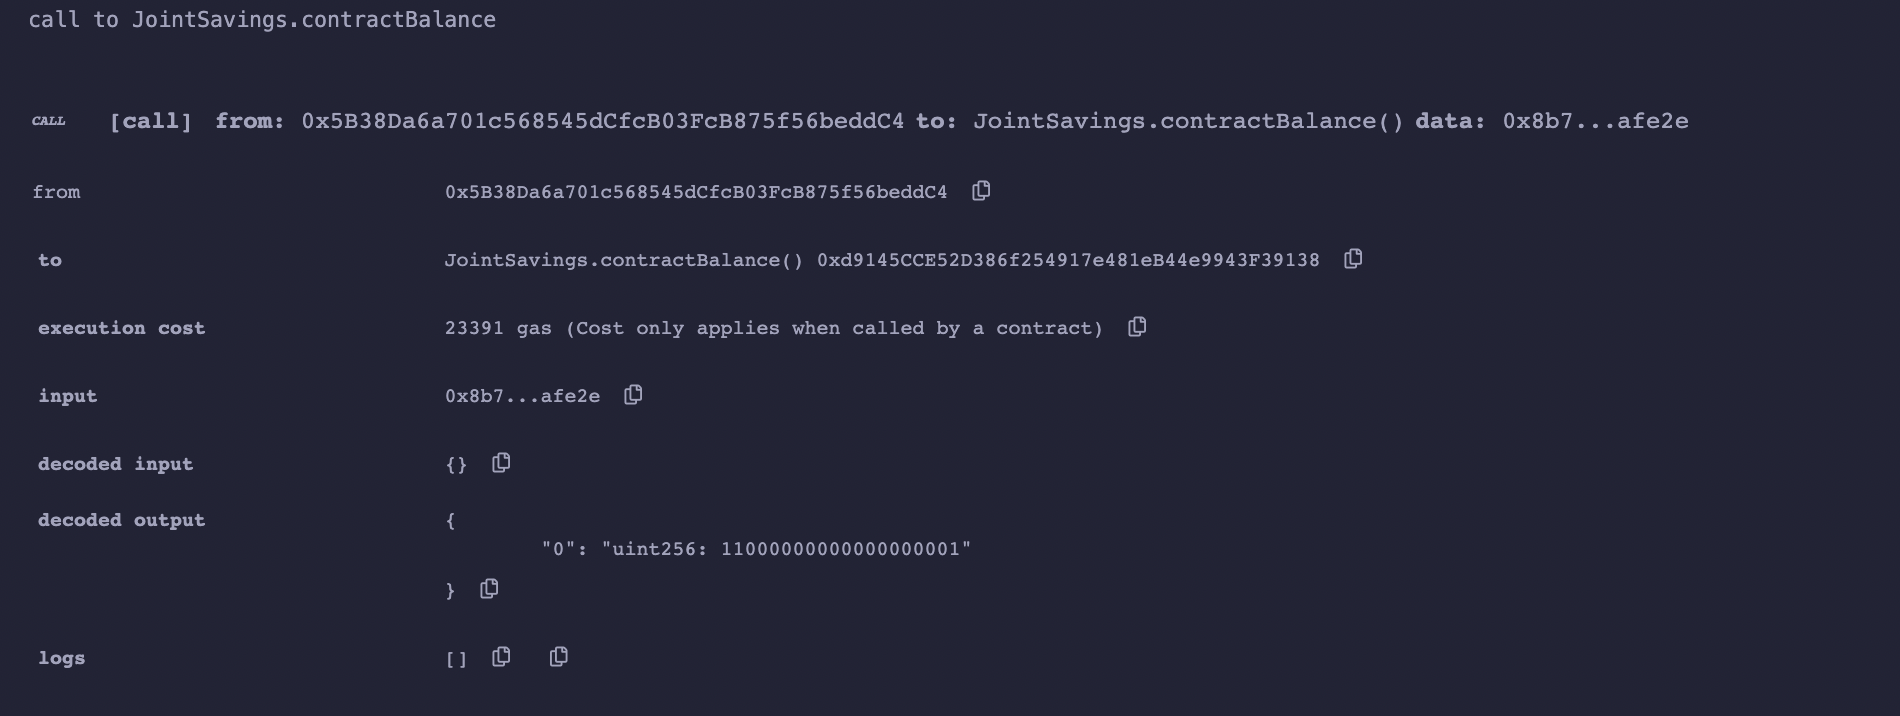 call to JointSavings.contractBalance
CALL [call] from: 0x5B38Da6a701c568545dCfcB03FcB875f56beddC4 to: JointSavings.contractBalance() data: 0x8b7...afe2e
from 0x5B38Da6a701c568545dCfcB03FcB875f56beddC4
to JointSavings.contractBalance() 0xd9145CCE52D386f254917e481eB44e9943F39138
execution cost 23391 gas (Cost only applies when called by a contract)
input 0x8b7...afe2e
decoded input {}
decoded output {
"0": "uint256: 11000000000000000001"
}
logs []